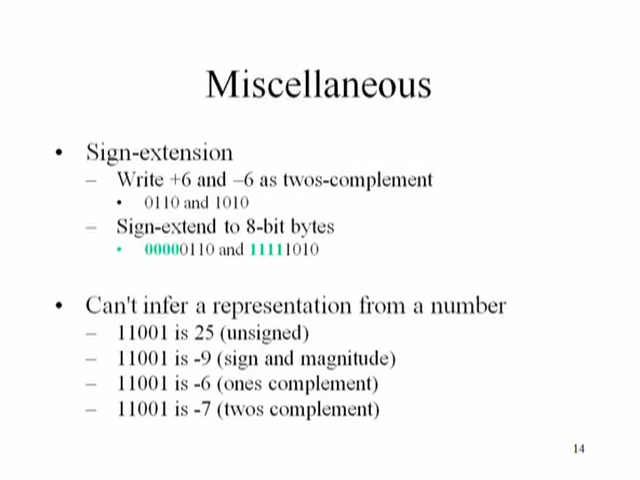 Miscellaneous
• Sign-extension
– Write +6 and –6 as twos-complement
• 0110 and 1010
– Sign-extend to 8-bit bytes
• 00000110 and 11111010
• Can't infer a representation from a number
– 11001 is 25 (unsigned)
– 11001 is -9 (sign and magnitude)
– 11001 is -6 (ones complement)
– 11001 is -7 (twos complement)
14